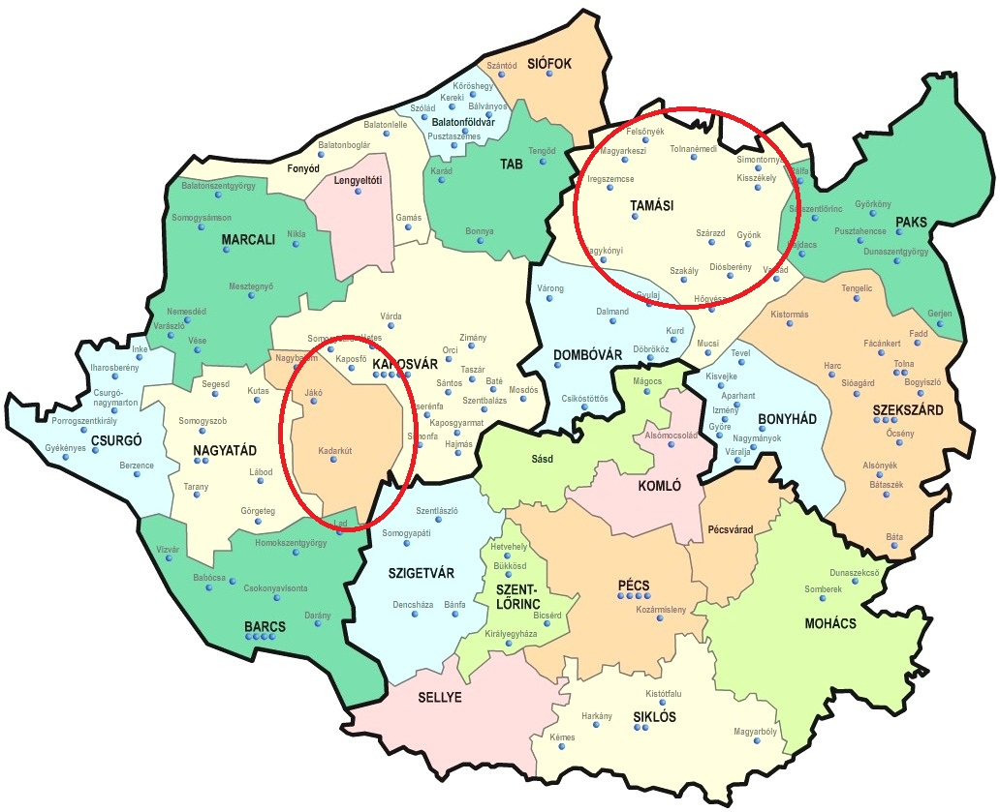 SIÓFOK
Szántód
Kőröshegy
Kereki
Szólád
Bálványos
Balatonföldvár
Pusztaszemes
Balatonlelle
Balatonboglár
Fonyód
Lengyeltóti
TAB
Tengőd
Karád
Bonnya
Gamás
Balatonszentgyörgy
Somogysámson
MARCALI
Nikla
Mesztegnyő
Nemesdéd
Varászló
Vése
Felsőnyék
Magyarkeszi
Tolnanémedi
Simontornya
Iregszemcse
Kisszékely
TAMÁSI
Szárazd
Gyönk
Nagykónyi
Szakály
Diósberény
Varsád
Hőgyész
Pálfa
Sárszentlőrinc
Györköny
PAKS
Pusztahencse
Dunaszentgyörgy
Vajdacs
Tengelic
Gerjen
Kistormás
Fadd
Fácánkert
Tolna
Harc
Bogyiszló
Sióagárd
SZEKSZÁRD
Őcsény
Alsónyék
Bátaszék
Báta
Várong
Gyulaj
Dalmand
Kurd
DOMBÓVÁR
Döbrököz
Csikóstőttős
Mucsi
Tevel
Kisvejke
Aparhant
Izmény
BONYHÁD
Györe
Nagymányok
Váralja
Várda
Zimány
Orci
KAPOSVÁR
Kaposfő
Taszár
Sántos
Baté
Mosdós
Szentbalázs
Kaposgyarmat
Simonfa
Hajmás
Nagybajom
Jákó
Kadarkút
Lad
Inke
Iharosberény
Csurgó-
nagymarton
Porrogszentkirály
CSURGÓ
Gyékényes
Berzence
Segesd
Kutas
Somogyszob
NAGYATÁD
Lábod
Tarany
Görgeteg
Vízvár
Homokszentgyörgy
Babócsa
Csokonyavisonta
Darány
BARCS
Mágocs
Alsómocsolád
Sásd
KOMLÓ
Szentlászló
Somogyapáti
SZIGETVÁR
Dencsháza
Bánfa
Hetvehely
Bükkösd
SZENT-
LŐRINC
Bicsérd
Királyegyháza
PÉCS
Kozármisleny
Pécsvárad
Dunaszekcső
Somberek
MOHÁCS
SELLYE
Kistótfalu
Harkány
SIKLÓS
Kémes
Magyarbóly